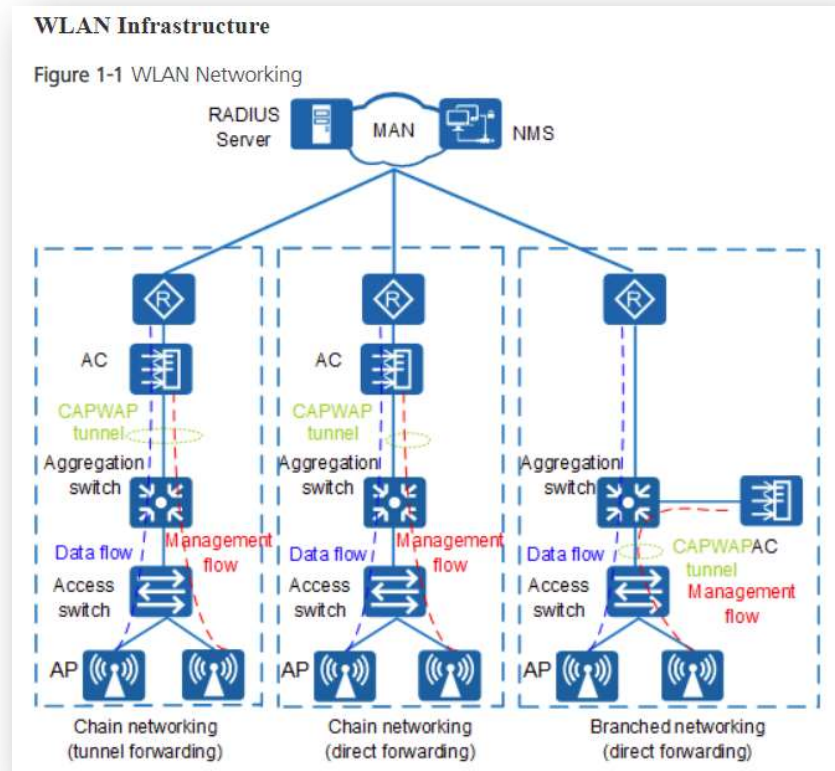 WLAN Infrastructure
Figure 1-1 WLAN Networking
RADIUS
Server
MAN
NMS
R
R
R
AC
AC
CAPWAP
tunnel
CAPWAP
tunnel
Aggregation
switch
Aggregation
switch
Aggregation
switch
Data flow
Management
flow
Data flow
Management
flow
Data flow
CAPWAP
tunnel
AC
Management
flow
Access
switch
Access
switch
Access
switch
AP
AP
AP
Chain networking
(tunnel forwarding)
Chain networking
(direct forwarding)
Branched networking
(direct forwarding)